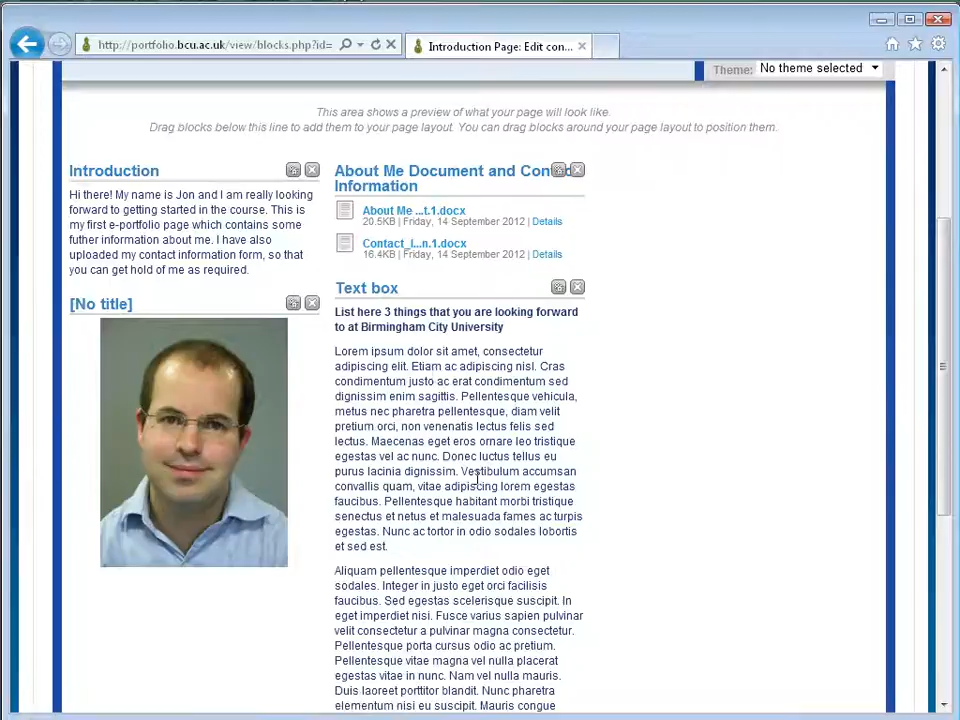 http://portfolio.bcu.ac.uk/view/blocks.php?id=
Introduction Page: Edit con...
Theme: No theme selected
This area shows a preview of what your page will look like.
Drag blocks below this line to add them to your page layout. You can drag blocks around your page layout to position them.
Introduction
Hi there! My name is Jon and I am really looking
forward to getting started in the course. This is
my first e-portfolio page which contains some
futher information about me. I have also
uploaded my contact information form, so that
you can get hold of me as required.
[No title]
About Me Document and Con
Information
About Me ...t.1.docx
20.5KB | Friday, 14 September 2012 | Details
Contact_I...n.1.docx
16.4KB | Friday, 14 September 2012 | Details
Text box
List here 3 things that you are looking forward
to at Birmingham City University
Lorem ipsum dolor sit amet, consectetur
adipiscing elit. Etiam ac adipiscing nisl. Cras
condimentum justo ac erat condimentum sed
dignissim enim sagittis. Pellentesque vehicula,
metus nec pharetra pellentesque, diam velit
pretium orci, non venenatis lectus felis sed
lectus. Maecenas eget eros ornare leo tristique
egestas vel ac nunc. Donec luctus tellus eu
purus lacinia dignissim. Vestibulum accumsan
convallis quam, vitae adipiscing lorem egestas
faucibus. Pellentesque habitant morbi tristique
senectus et netus et malesuada fames ac turpis
egestas. Nunc ac tortor in odio sodales lobortis
et sed est.
Aliquam pellentesque imperdiet odio eget
sodales. Integer in justo eget orci facilisis
faucibus. Sed egestas scelerisque suscipit. In
eget imperdiet nisi. Fusce varius sapien pulvinar
velit consectetur a pulvinar magna consectetur.
Pellentesque porta cursus odio ac pretium.
Pellentesque vitae magna vel nulla placerat
egestas vitae in nunc. Nam vel nulla mauris.
Duis laoreet porttitor blandit. Nunc pharetra
elementum nisi eu suscipit. Mauris congue